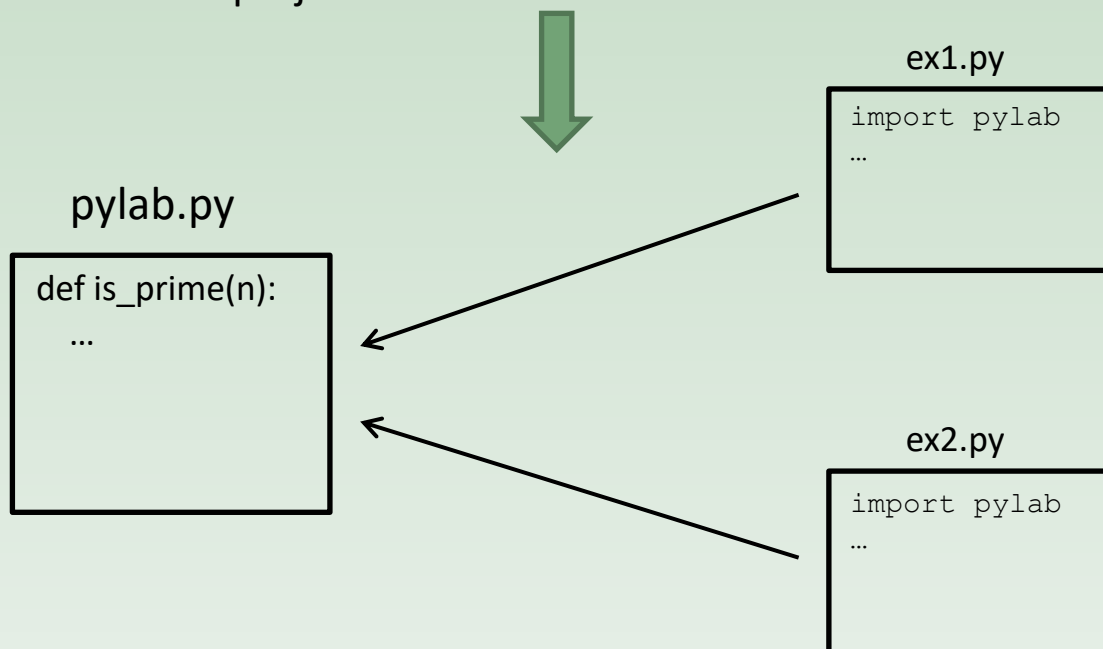 ex1.py
import pylab
…
pylab.py
def is_prime(n):
…
ex2.py
import pylab
…